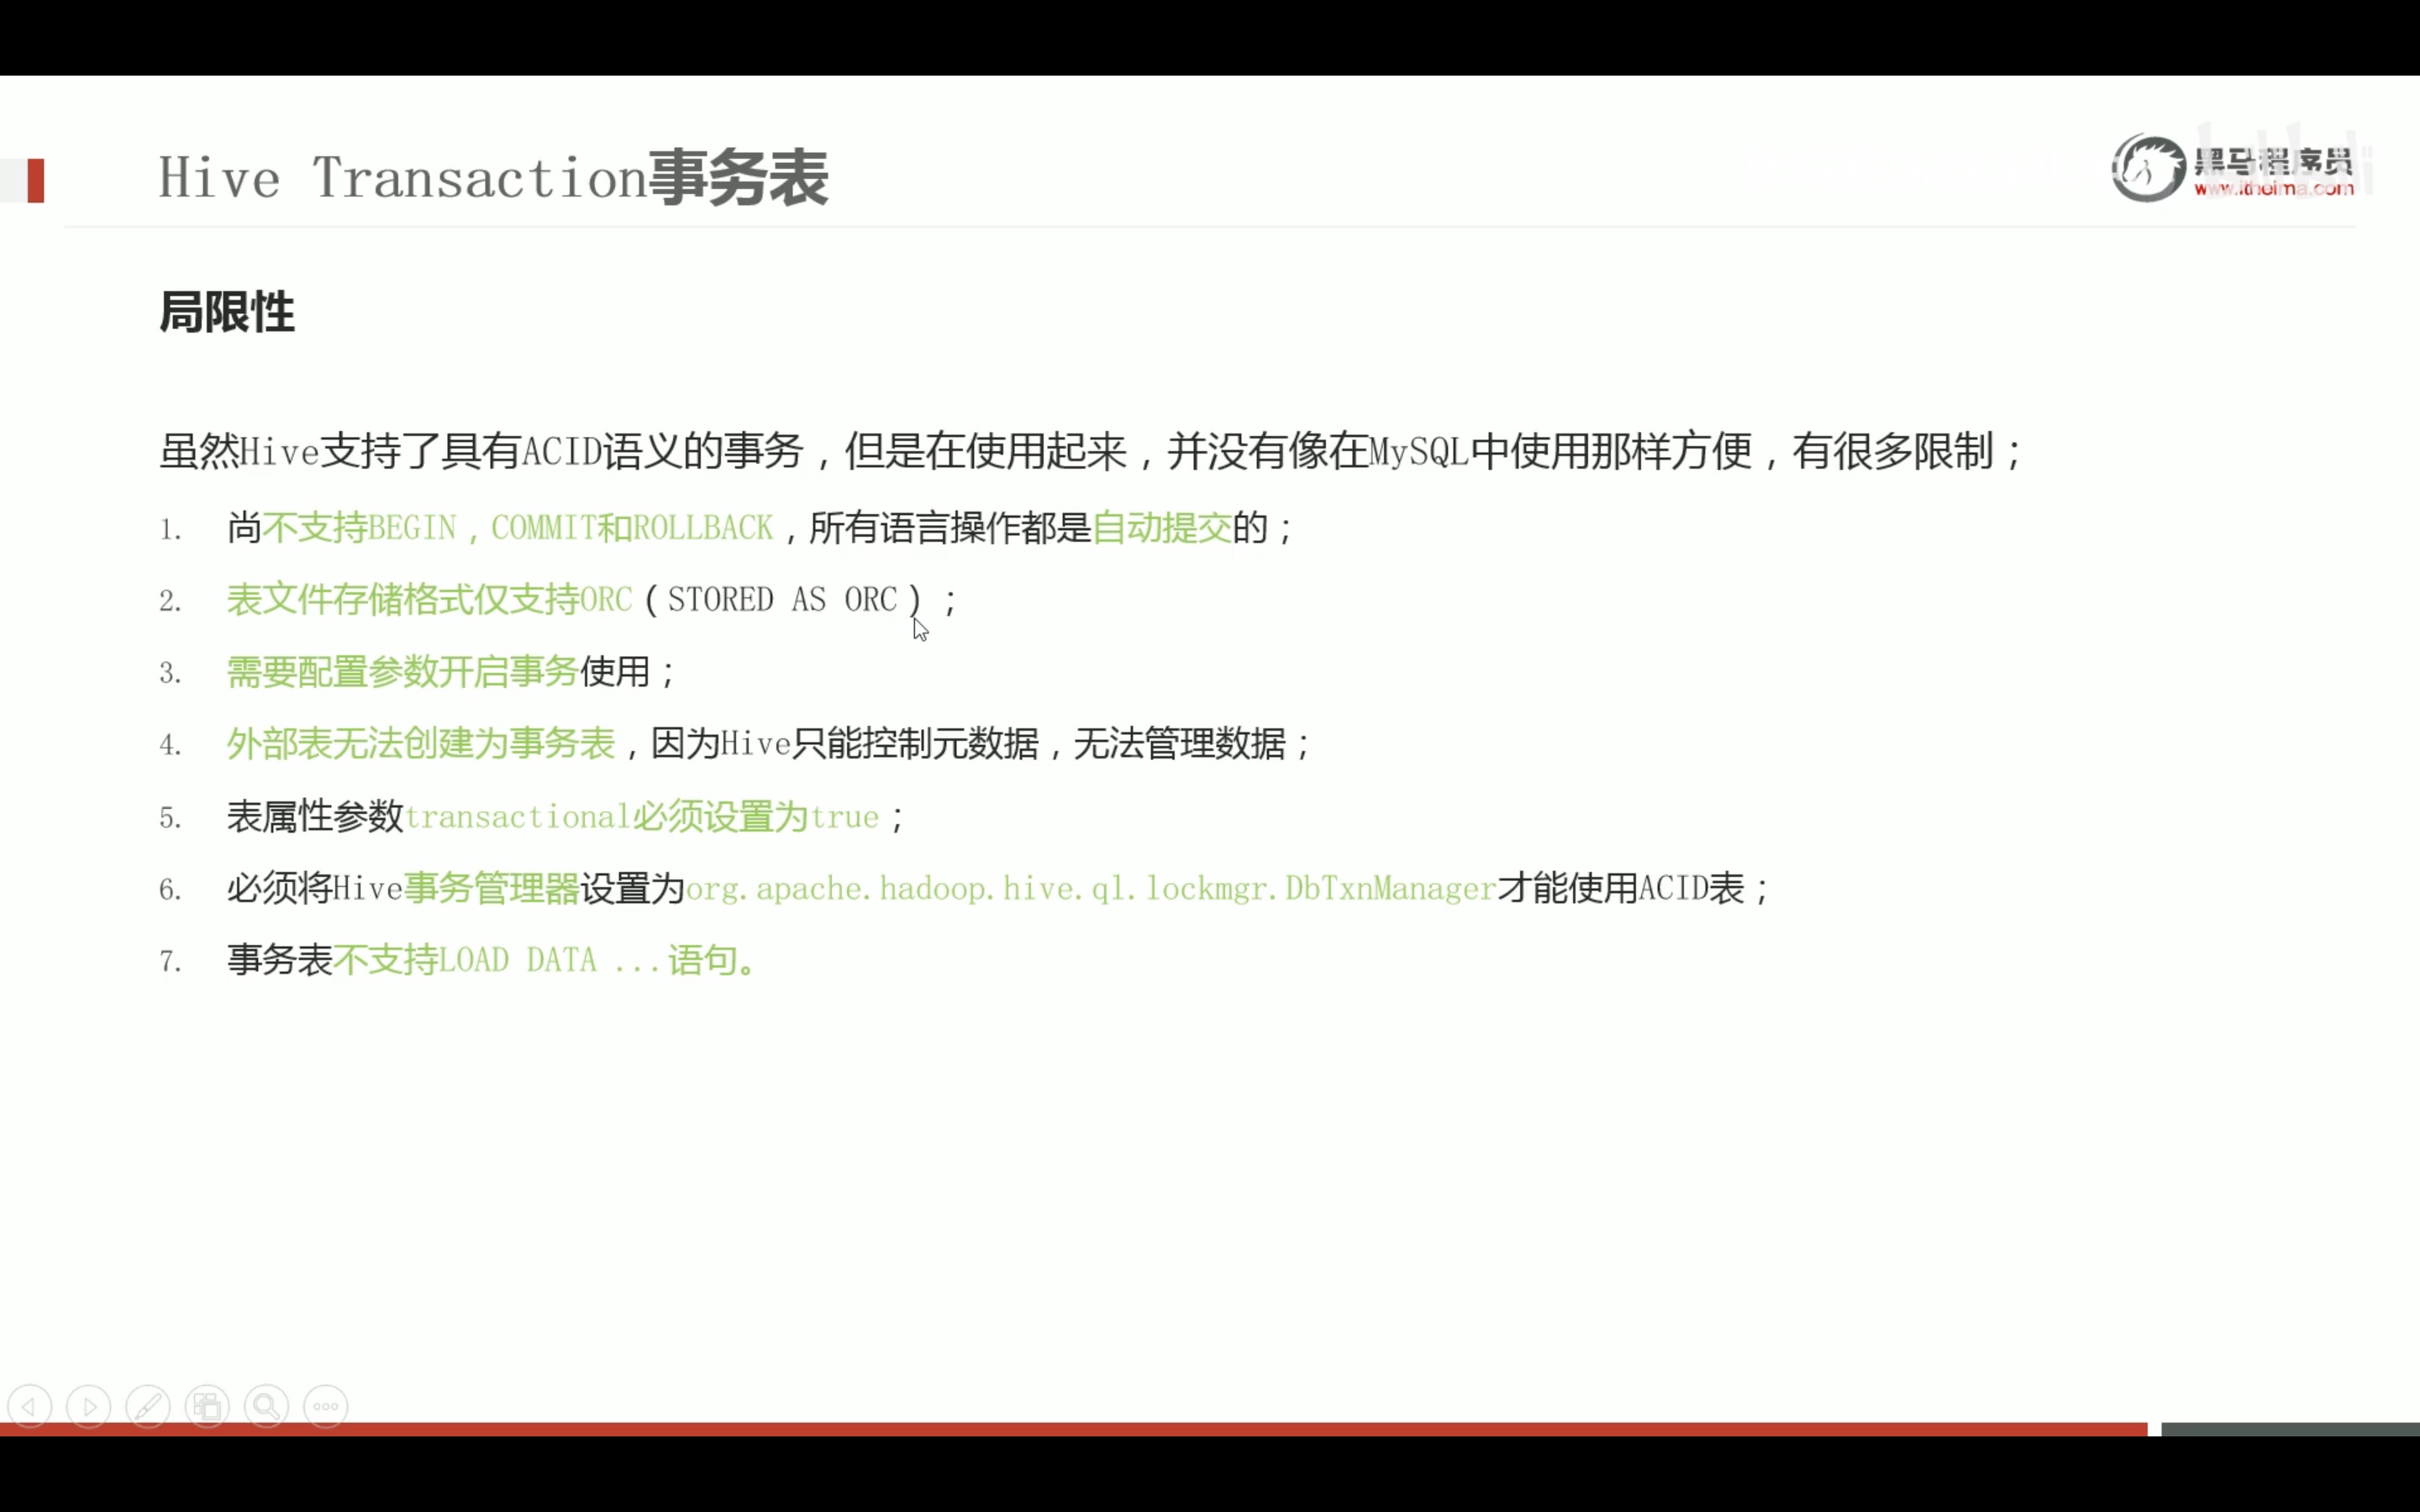 Hive Transaction事务表
黑马程序员
www.itheima.com
局限性
虽然Hive支持了具有ACID语义的事务，但是在使用起来，并没有像在MySQL中使用那样方便，有很多限制；
1. 尚不支持BEGIN，COMMIT和ROLLBACK，所有语言操作都是自动提交的；
2. 表文件存储格式仅支持ORC（STORED AS ORC）；
3. 需要配置参数开启事务使用；
4. 外部表无法创建为事务表，因为Hive只能控制元数据，无法管理数据；
5. 表属性参数transactional必须设置为true；
6. 必须将Hive事务管理器设置为org.apache.hadoop.hive.ql.lockmgr.DbTxnManager才能使用ACID表；
7. 事务表不支持LOAD DATA ...语句。